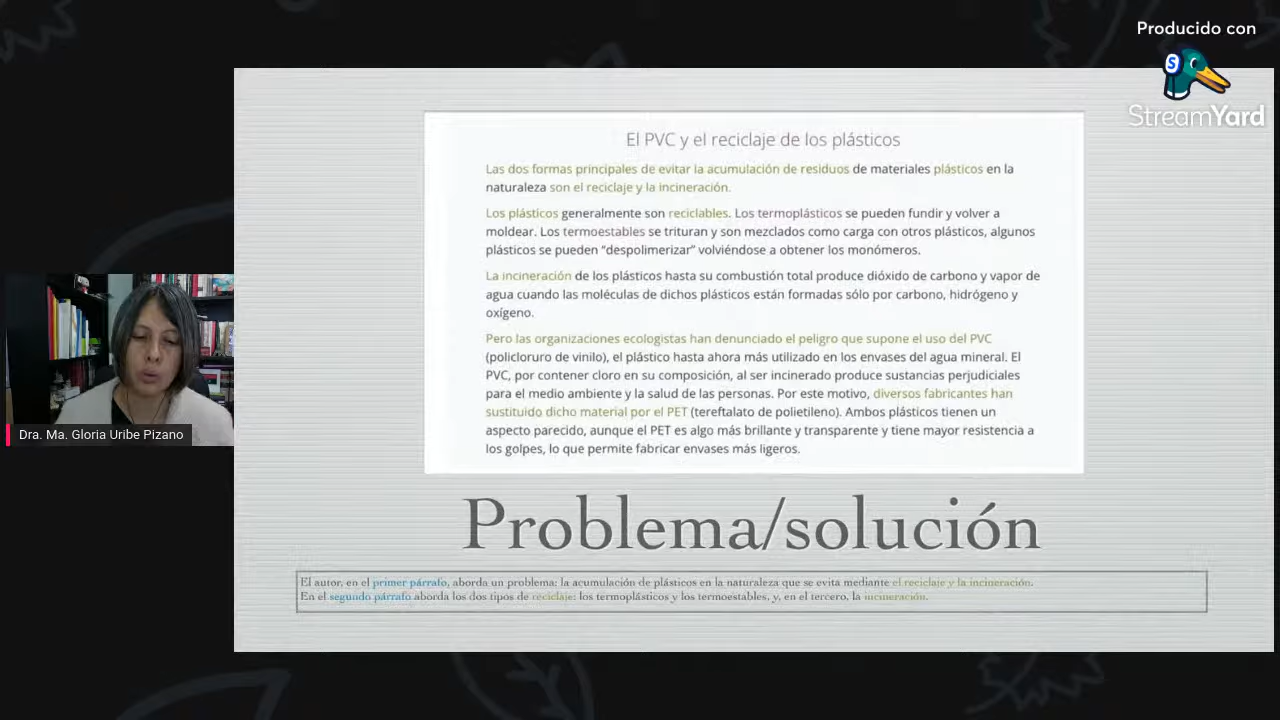 Producido con
StreamYard
El PVC y el reciclaje de los plásticos
Las dos formas principales de evitar la acumulación de residuos de materiales plásticos en la
naturaleza son el reciclaje y la incineración.
Los plásticos generalmente son reciclables. Los termoplásticos se pueden fundir y volver a
moldear. Los termoestables se trituran y son mezclados como carga con otros plásticos, algunos
plásticos se pueden “despolimerizar” volviéndose a obtener los monómeros.
La incineración de los plásticos hasta su combustión total produce dióxido de carbono y vapor de
agua cuando las moléculas de dichos plásticos están formadas sólo por carbono, hidrógeno y
oxígeno.
Pero las organizaciones ecologistas han denunciado el peligro que supone el uso del PVC
(policloruro de vinilo), el plástico hasta ahora más utilizado en los envases del agua mineral. El
PVC, por contener cloro en su composición, al ser incinerado produce sustancias perjudiciales
para el medio ambiente y la salud de las personas. Por este motivo, diversos fabricantes han
sustituido dicho material por el PET (tereftalato de polietileno). Ambos plásticos tienen un
aspecto parecido, aunque el PET es algo más brillante y transparente y tiene mayor resistencia a
los golpes, lo que permite fabricar envases más ligeros.
Dra. Ma. Gloria Uribe Pizano
Problema/solución
El autor, en el primer párrafo, aborda un problema: la acumulación de plásticos en la naturaleza que se evita mediante el reciclaje y la incineración.
En el segundo párrafo aborda los dos tipos de reciclaje: los termoplásticos y los termoestables, y, en el tercero, la incineración.